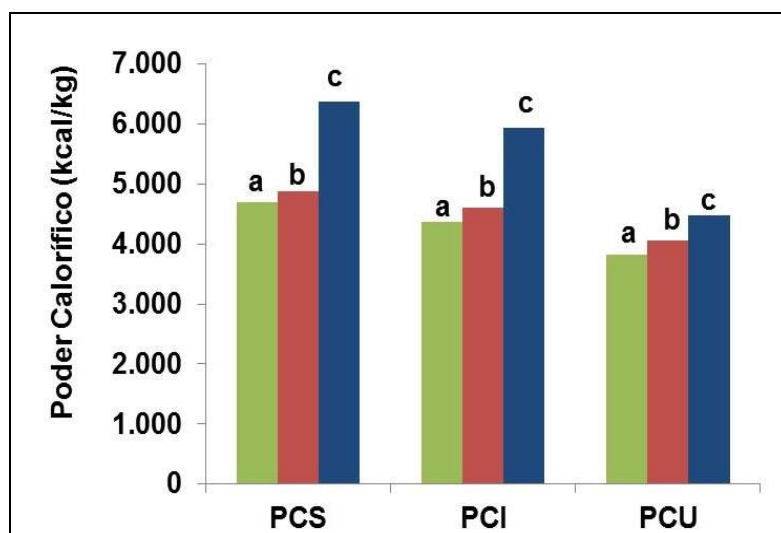 Poder Calorífico (kcal/kg)
7.000
6.000
5.000
4.000
3.000
2.000
1.000
0
a b c
a b c
a b c
PCS PCI PCU